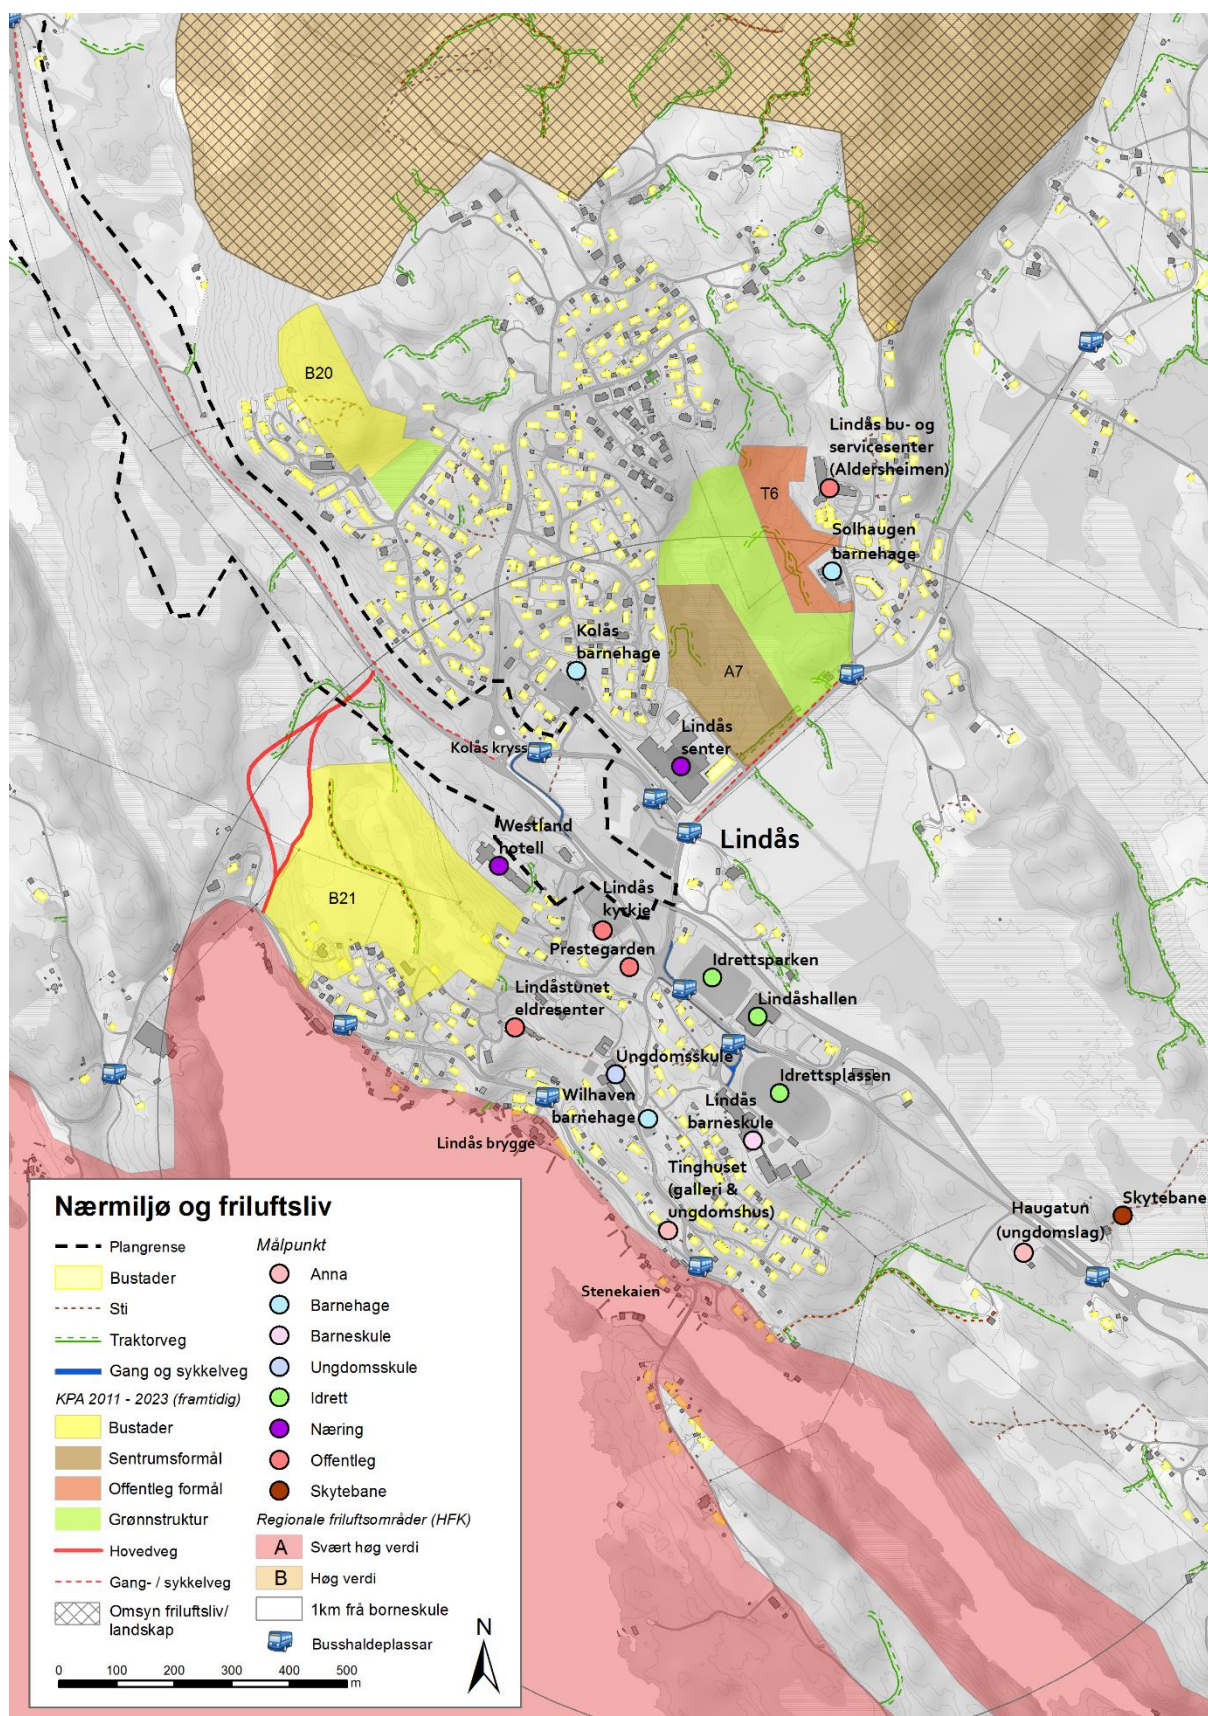 B20
Lindås bu- og
servicesenter
(Aldersheimen)
T6
Solhaugen
barnehage
Kolås
barnehage
A7
Lindås
senter
Kolås kryss
Lindås
Westland
hotell
B21
Lindås
kyrkje
Prestegarden
Idrettsparken
Lindåshallen
Lindåstunet
eldresenter
Ungdomsskule
Idrettsplassen
Wilhaven
barnehage
Lindås
barneskule
Lindås brygge
Tinghuset
(galleri &
ungdomshus)
Haugatun
(ungdomslag)
Skytebane
Stenekaien
Nærmiljø og friluftsliv
Plangrense
Bustader
Sti
Traktorveg
Gang og sykkelveg
KPA 2011 - 2023 (framtidig)
Bustader
Sentrumsformål
Offentleg formål
Grønnstruktur
Hovedveg
Gang- / sykkelveg
Omsyn friluftsliv/
landskap
Målpunkt
Anna
Barnehage
Barneskule
Ungdomsskule
Idrett
Næring
Offentleg
Skytebane
Regionale friluftsområder (HFK)
A Svært høg verdi
B Høg verdi
1km frå borneskule
Busshaldeplassar
N
0 100 200 300 400 500
m